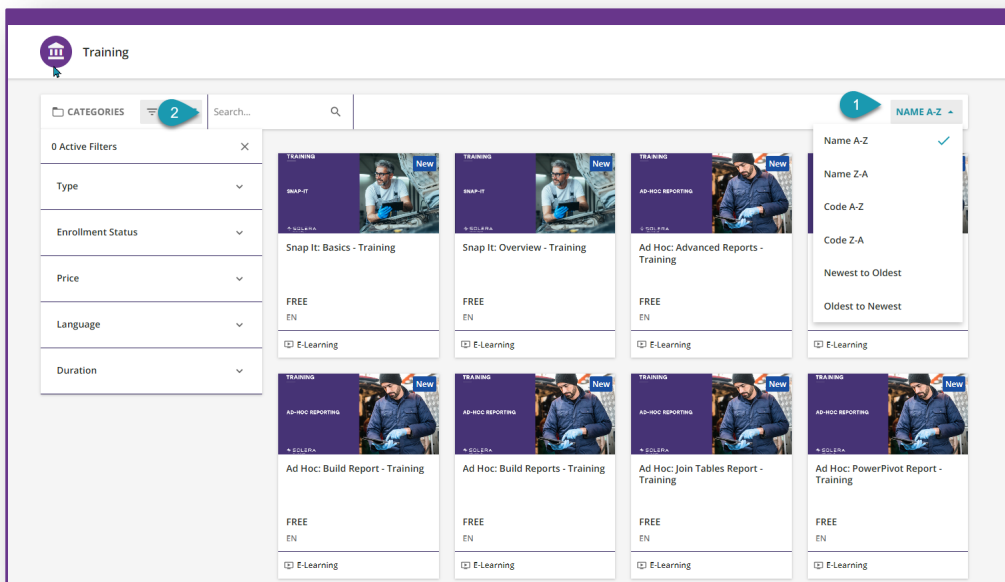 Training
CATEGORIES
2
Search...
1
NAME A-Z
0 Active Filters
Type
Enrollment Status
Price
Language
Duration
Name A-Z
Name Z-A
Code A-Z
Code Z-A
Newest to Oldest
Oldest to Newest
TRAINING
New
SNAP-IT
SOLERA
Snap It: Basics - Training
FREE
EN
E-Learning
TRAINING
New
SNAP-IT
SOLERA
Snap It: Overview - Training
FREE
EN
E-Learning
TRAINING
New
AD-HOC REPORTING
SOLERA
Ad Hoc: Advanced Reports -
Training
FREE
EN
E-Learning
E-Learning
TRAINING
New
AD-HOC REPORTING
SOLERA
Ad Hoc: Build Report - Training
FREE
EN
E-Learning
TRAINING
New
AD-HOC REPORTING
SOLERA
Ad Hoc: Build Reports - Training
FREE
EN
E-Learning
TRAINING
New
AD-HOC REPORTING
SOLERA
Ad Hoc: Join Tables Report -
Training
FREE
EN
E-Learning
TRAINING
New
AD-HOC REPORTING
SOLERA
Ad Hoc: PowerPivot Report -
Training
FREE
EN
E-Learning